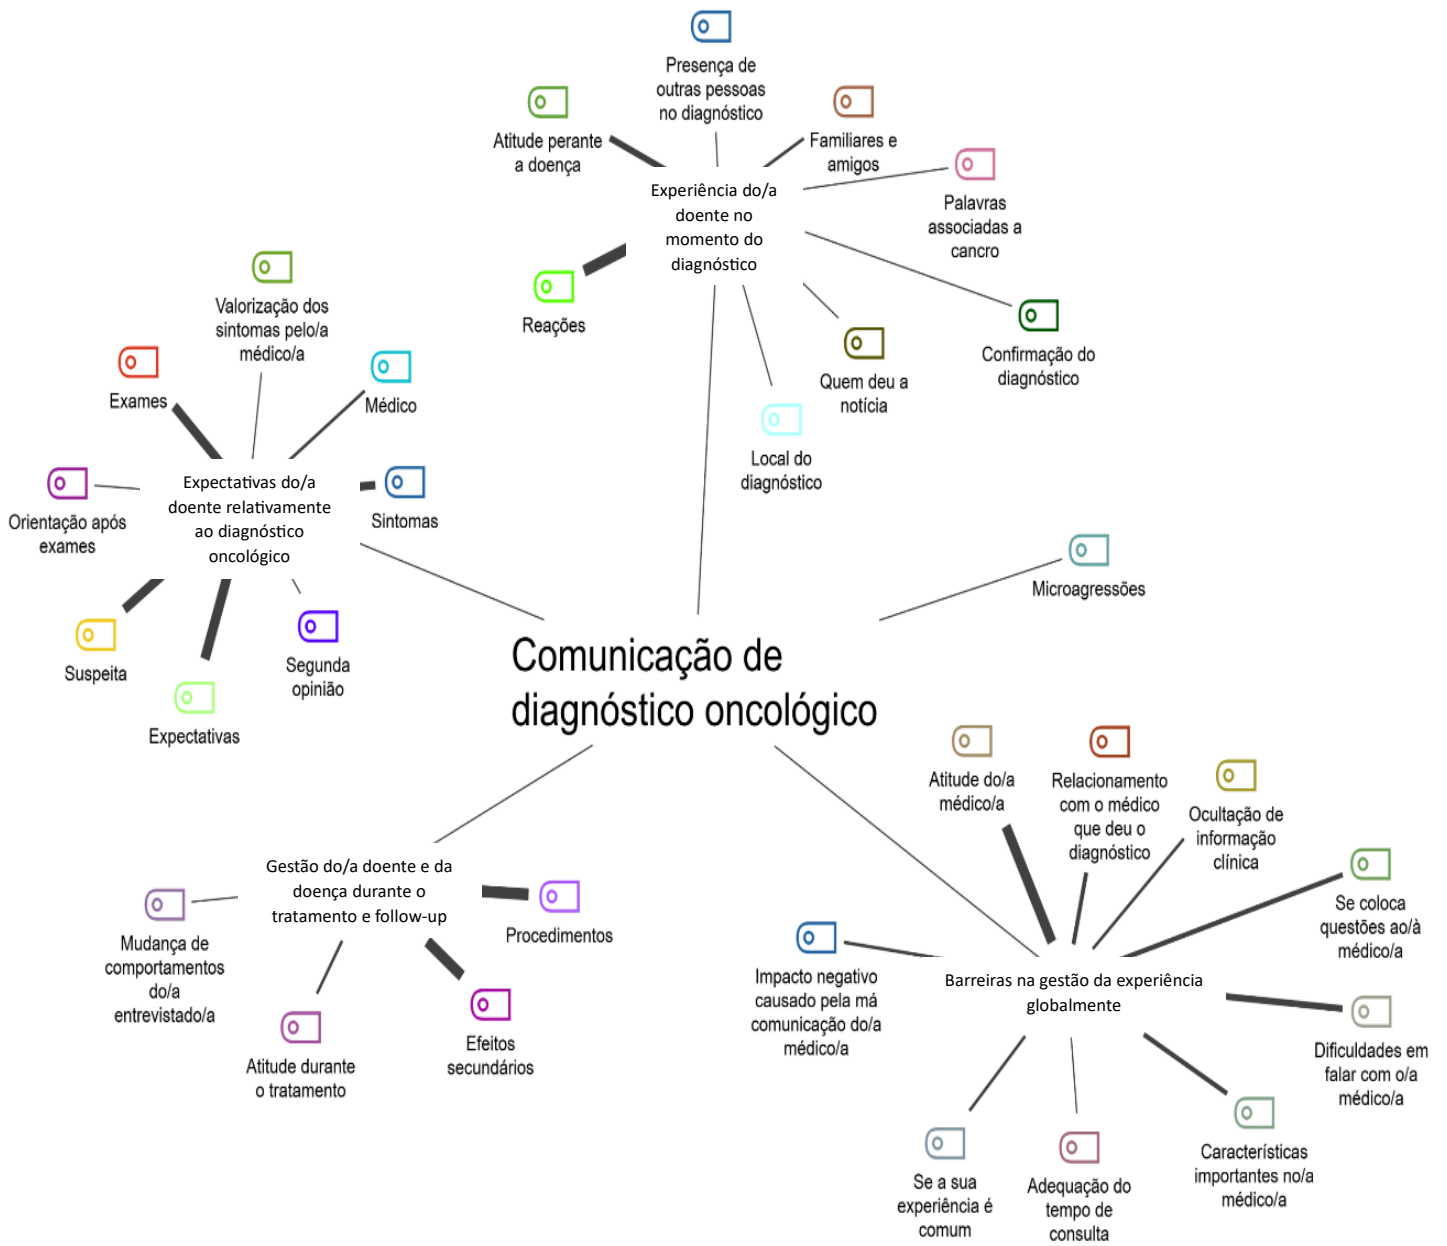 Presença de
outras pessoas
no diagnóstico
Atitude perante
a doença
Familiares e
amigos
Palavras
associadas a
cancro
Experiência do/a
doente no
momento do
diagnóstico
Reações
Confirmação do
diagnóstico
Quem deu a
notícia
Local do
diagnóstico
Valorização dos
sintomas pelo/a
médico/a
Exames
Médico
Expectativas do/a
doente relativamente
ao diagnóstico
oncológico
Orientação após
exames
Sintomas
Suspeita
Segunda
opinião
Expectativas
Microagressões
Comunicação de
diagnóstico oncológico
Atitude do/a
médico/a
Relacionamento
com o médico
que deu o
diagnóstico
Ocultação de
informação
clínica
Se coloca
questões ao/à
médico/a
Impacto negativo
causado pela má
comunicação do/a
médico/a
Barreiras na gestão da experiência
globalmente
Dificuldades em
falar com o/a
médico/a
Características
importantes no/a
médico/a
Adequação do
tempo de
consulta
Se a sua
experiência é
comum
Gestão do/a doente e da
doença durante o
tratamento e follow-up
Procedimentos
Mudança de
comportamentos
do/a
entrevistado/a
Atitude durante
o tratamento
Efeitos
secundários